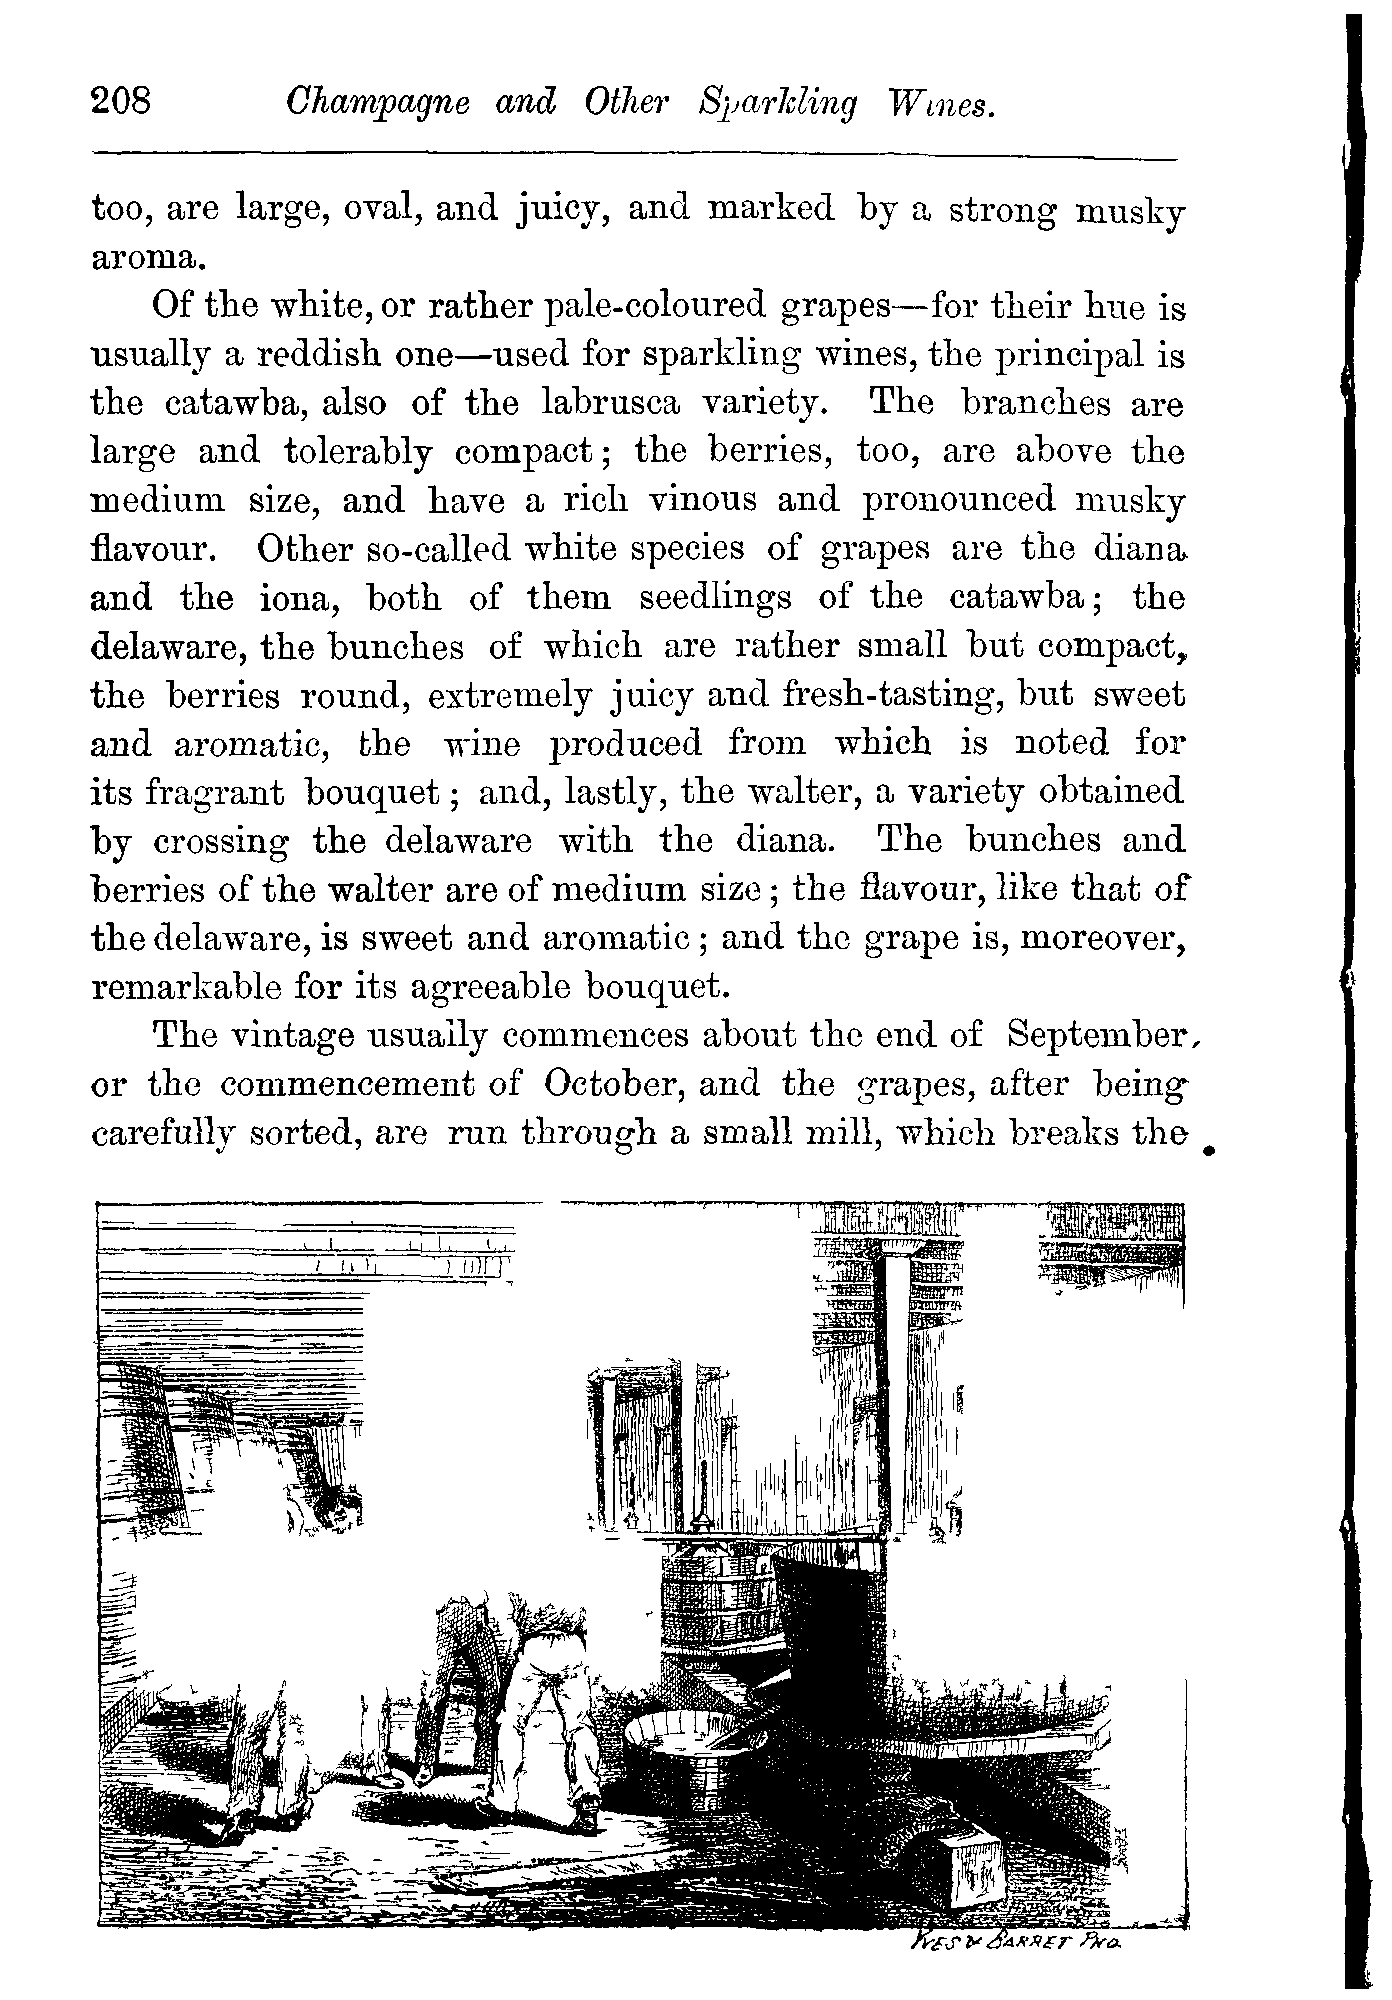 208 Champagne and Other Sparkling Wines.
too, are large, oval, and juicy, and marked by a strong musky
aroma.
Of the white, or rather pale-coloured grapes—for their hue is
usually a reddish one—used for sparkling wines, the principal is
the catawba, also of the labrusca variety. The branches are
large and tolerably compact; the berries, too, are above the
medium size, and have a rich vinous and pronounced musky
flavour. Other so-called white species of grapes are the diana
and the iona, both of them seedlings of the catawba; the
delaware, the bunches of which are rather small but compact,
the berries round, extremely juicy and fresh-tasting, but sweet
and aromatic, the wine produced from which is noted for
its fragrant bouquet; and, lastly, the walter, a variety obtained
by crossing the delaware with the diana. The bunches and
berries of the walter are of medium size; the flavour, like that of
the delaware, is sweet and aromatic; and the grape is, moreover,
remarkable for its agreeable bouquet.
The vintage usually commences about the end of September,
or the commencement of October, and the grapes, after being
carefully sorted, are run through a small mill, which breaks the
Yves & Barret